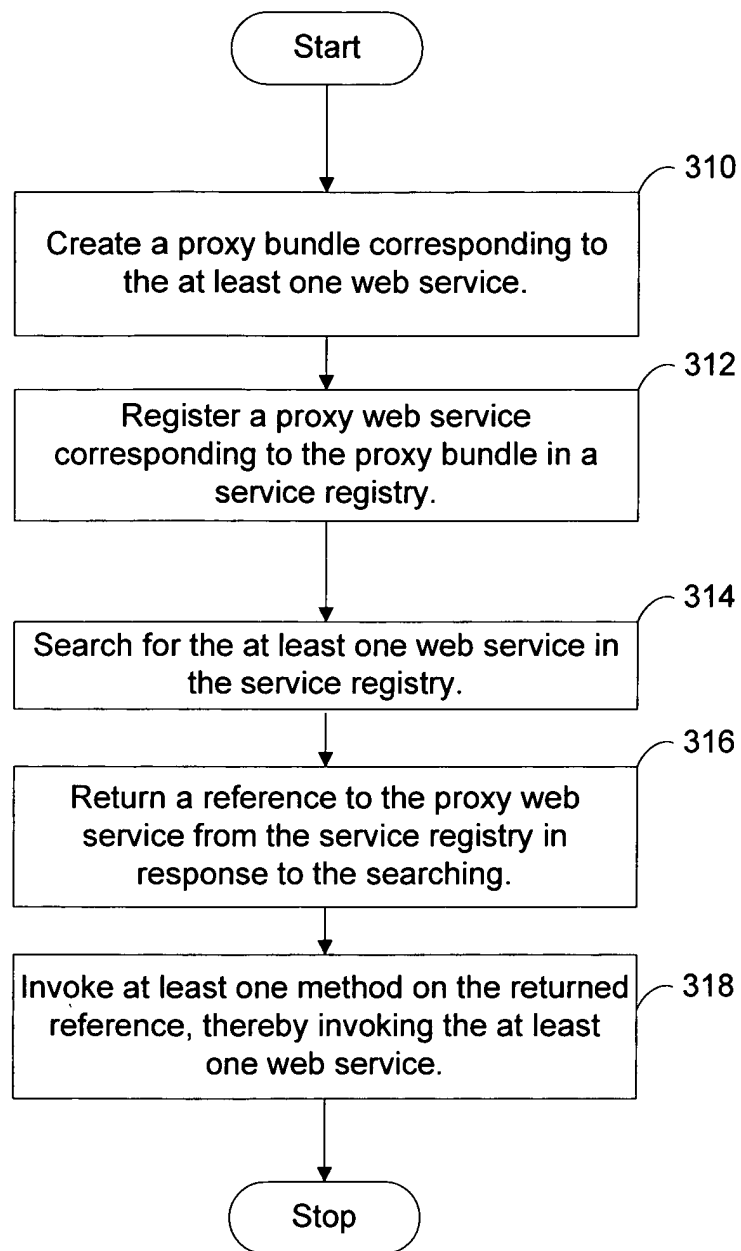 Start
310
Create a proxy bundle corresponding to
the at least one web service.
312
Register a proxy web service
corresponding to the proxy bundle in a
service registry.
314
Search for the at least one web service in
the service registry.
316
Return a reference to the proxy web
service from the service registry in
response to the searching.
318
Invoke at least one method on the returned
reference, thereby invoking the at least
one web service.
Stop